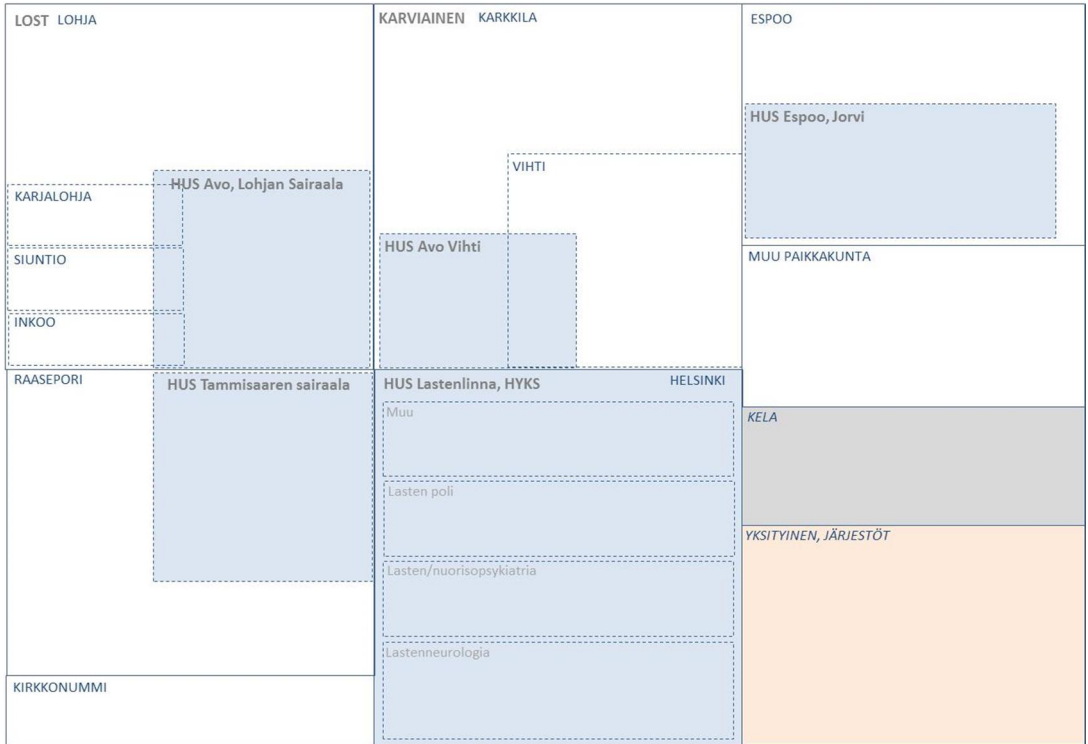 LOST LOHJA
KARJALOHJA
SIUNTIO
INKOO
HUS Avo, Lohjan Sairaala
KARVIAINEN KARKKILA
VIHTI
HUS Avo Vihti
ESPOO
HUS Espoo, Jorvi
MUU PAIKKAKUNTA
RAASEPORI
HUS Tammisaaren sairaala
KIRKKONUMMI
HUS Lastenlinna, HYKS HELSINKI
Muu
Lasten poli
Lasten/nuorisopsykiatria
Lastenneurologia
KELA
YKSITYINEN, JÄRJESTÖT